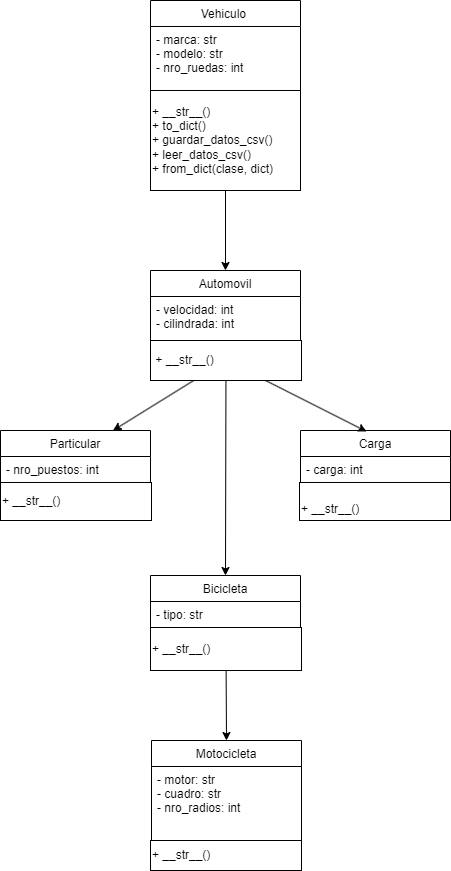 Vehiculo
- marca: str
- modelo: str
- nro_ruedas: int
+ __str__()
+ to_dict()
+ guardar_datos_csv()
+ leer_datos_csv()
+ from_dict(clase, dict)
Automovil
- velocidad: int
- cilindrada: int
+ __str__()
Particular
- nro_puestos: int
+ __str__()
Carga
- carga: int
+ __str__()
Bicicleta
- tipo: str
+ __str__()
Motocicleta
- motor: str
- cuadro: str
- nro_radios: int
+ __str__()